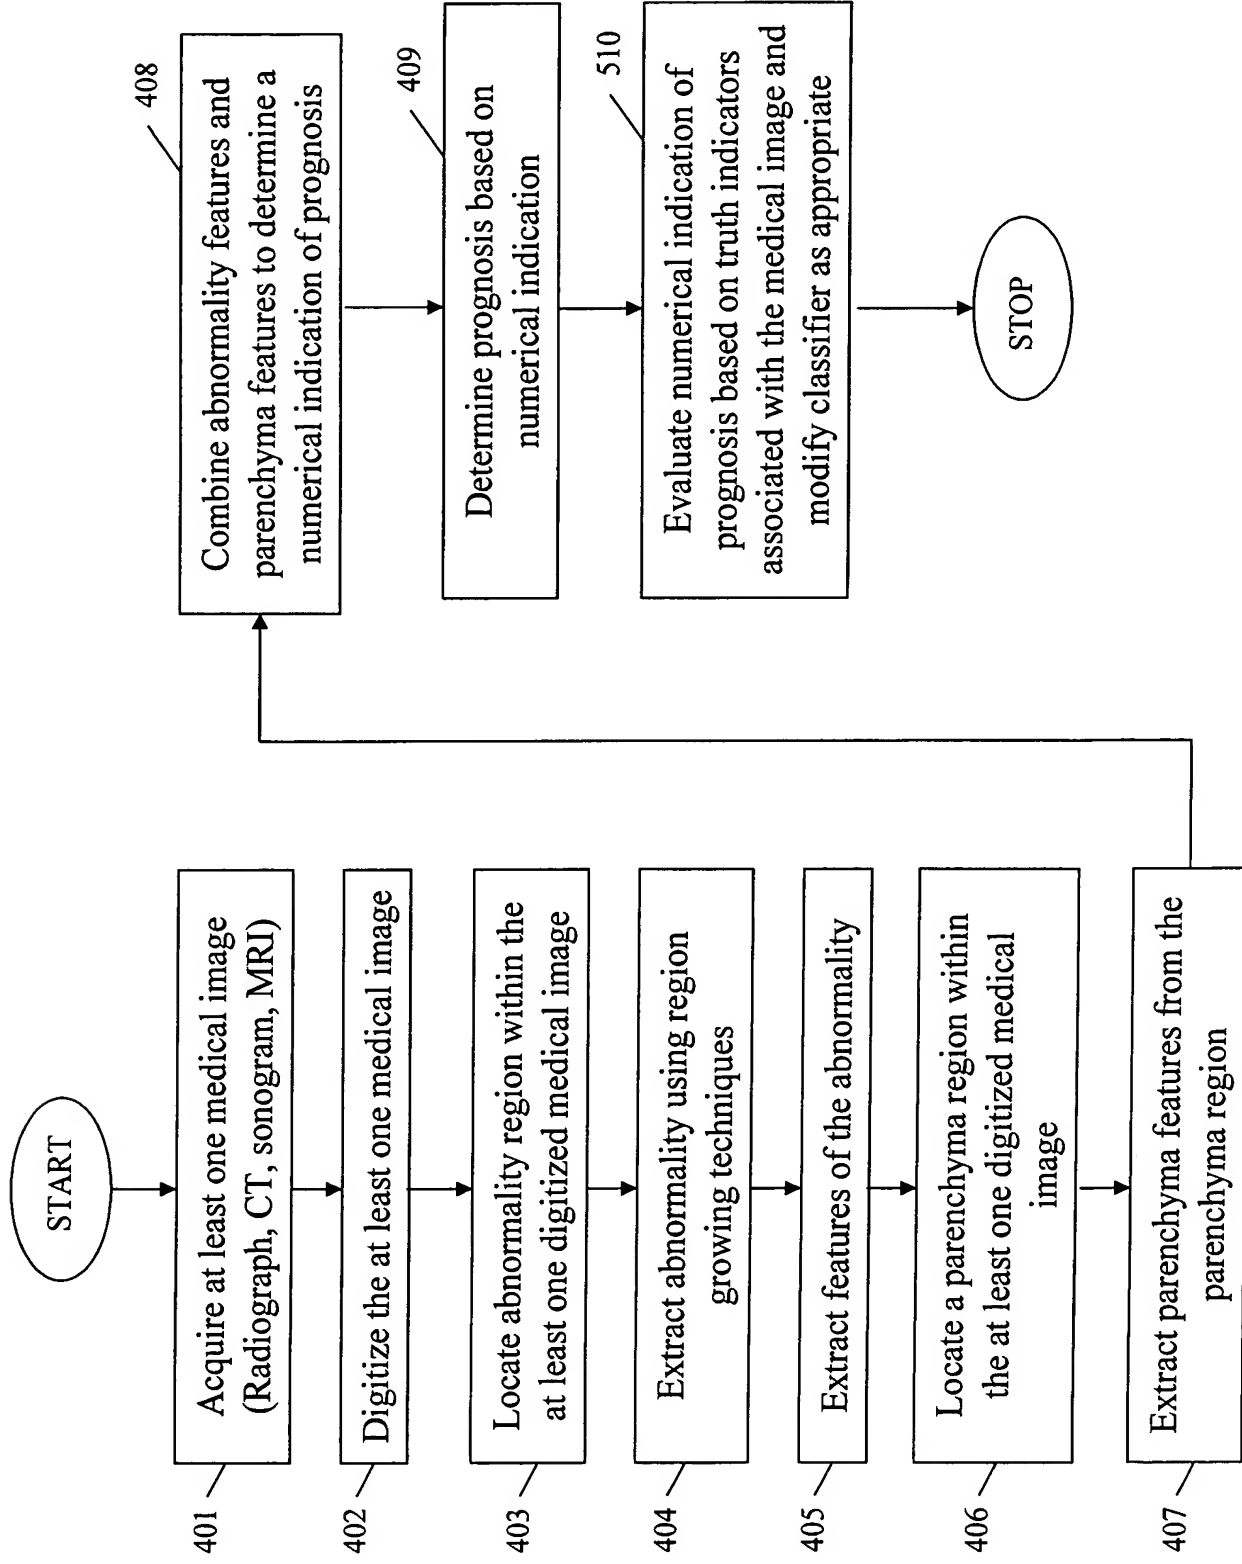 START
401
Acquire at least one medical image
(Radiograph, CT, sonogram, MRI)
402
Digitize the at least one medical image
403
Locate abnormality region within the
at least one digitized medical image
404
Extract abnormality using region
growing techniques
405
Extract features of the abnormality
406
Locate a parenchyma region within
the at least one digitized medical
image
407
Extract parenchyma features from the
parenchyma region
408
Combine abnormality features and
parenchyma features to determine a
numerical indication of prognosis
409
Determine prognosis based on
numerical indication
510
Evaluate numerical indication of
prognosis based on truth indicators
associated with the medical image and
modify classifier as appropriate
STOP